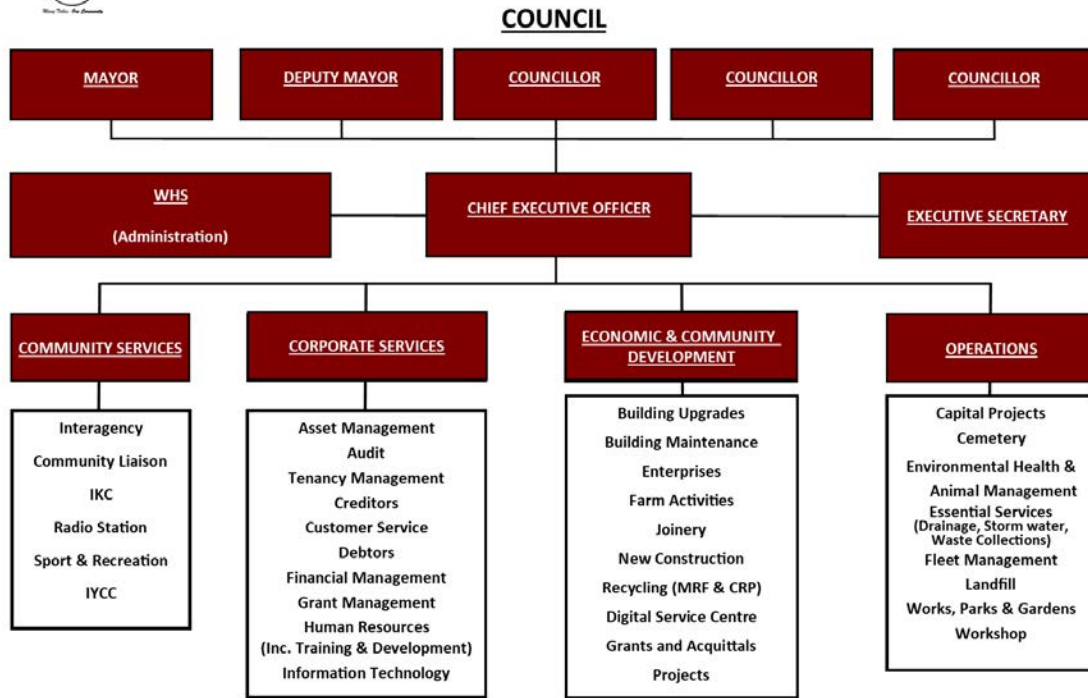 Many Tribes One Community
COUNCIL
MAYOR
DEPUTY MAYOR
COUNCILLOR
COUNCILLOR
COUNCILLOR
WHS
(Administration)
CHIEF EXECUTIVE OFFICER
EXECUTIVE SECRETARY
COMMUNITY SERVICES
Interagency
Community Liaison
IKC
Radio Station
Sport & Recreation
IYCC
CORPORATE SERVICES
Asset Management
Audit
Tenancy Management
Creditors
Customer Service
Debtors
Financial Management
Grant Management
Human Resources
(Inc. Training & Development)
Information Technology
ECONOMIC & COMMUNITY
DEVELOPMENT
Building Upgrades
Building Maintenance
Enterprises
Farm Activities
Joinery
New Construction
Recycling (MRF & CRP)
Digital Service Centre
Grants and Acquittals
Projects
OPERATIONS
Capital Projects
Cemetery
Environmental Health &
Animal Management
Essential Services
(Drainage, Storm water,
Waste Collections)
Fleet Management
Landfill
Works, Parks & Gardens
Workshop